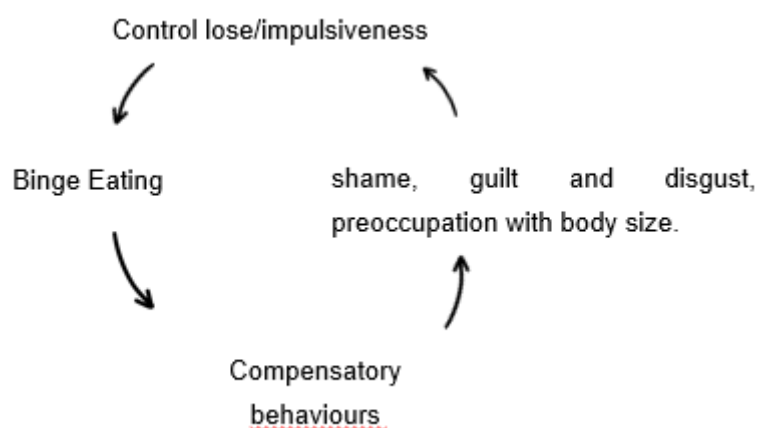 Control lose/impulsiveness
Binge Eating
shame, guilt and disgust,
preoccupation with body size.
Compensatory
behaviours